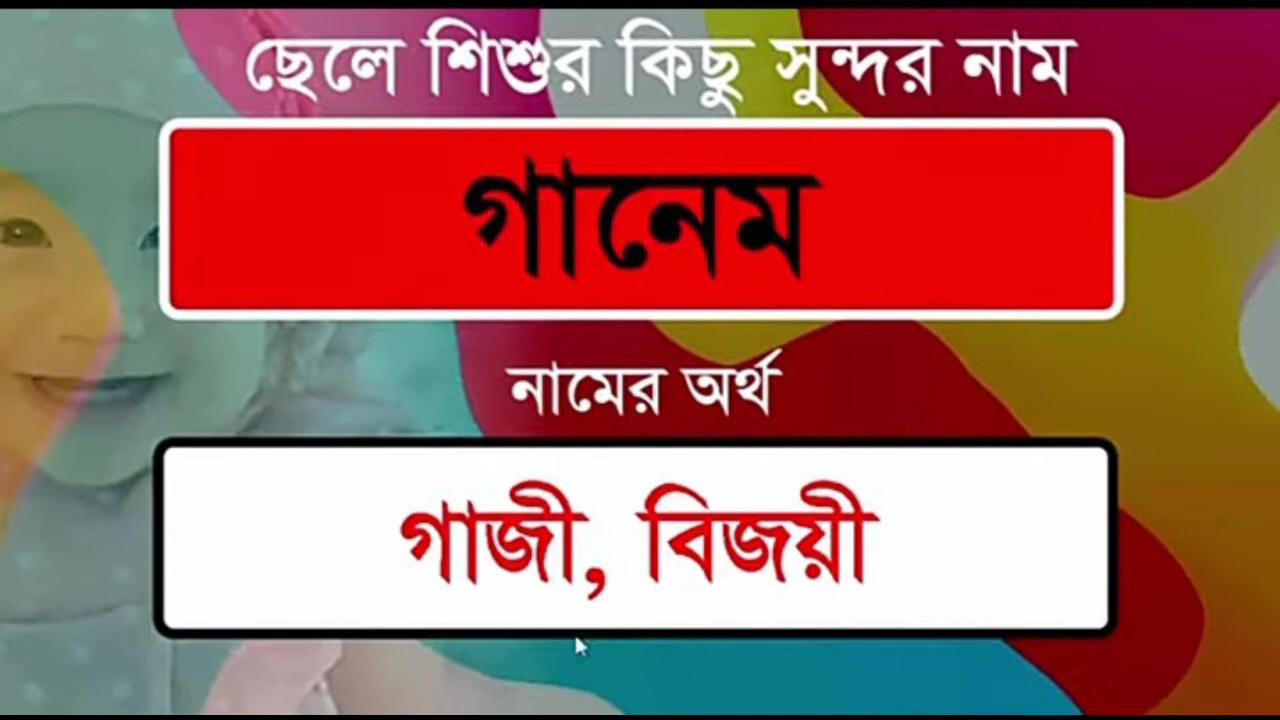 ছেলে শিশুর কিছু সুন্দর নাম
গানেম
নামের অর্থ
গাজী, বিজয়ী